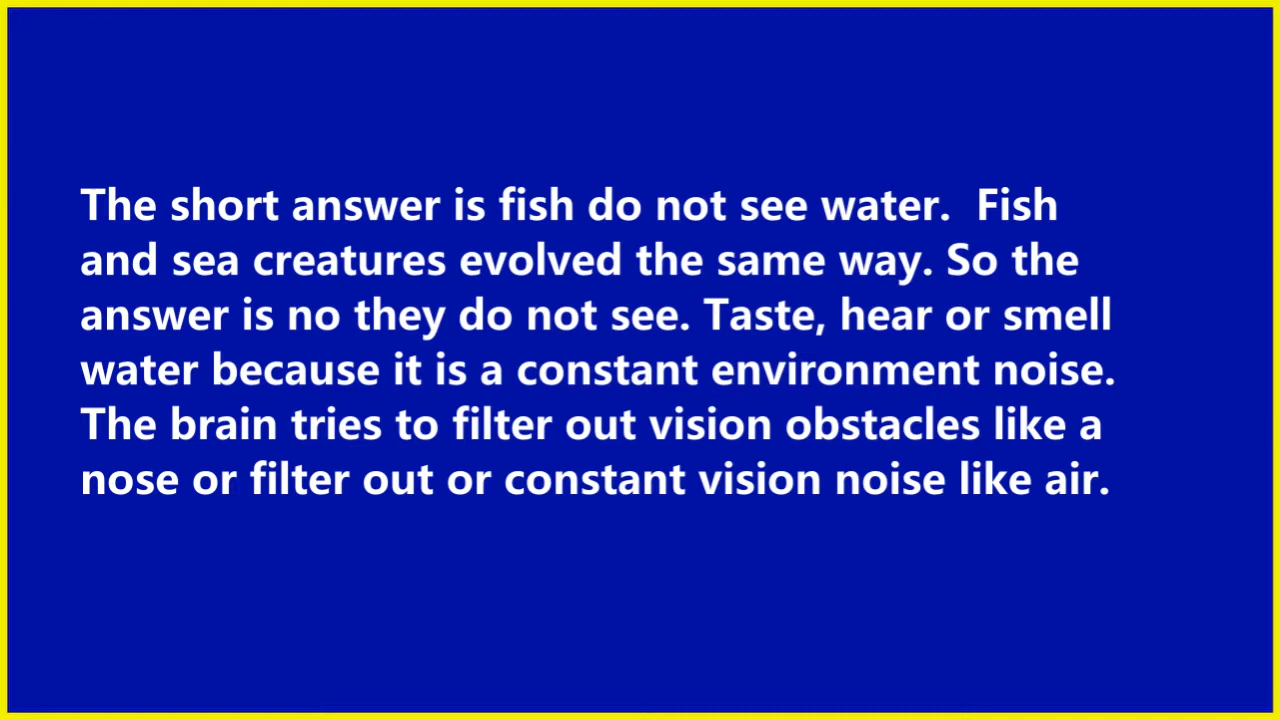 The short answer is fish do not see water.  Fish
and sea creatures evolved the same way. So the
answer is no they do not see. Taste, hear or smell
water because it is a constant environment noise.
The brain tries to filter out vision obstacles like a
nose or filter out or constant vision noise like air.